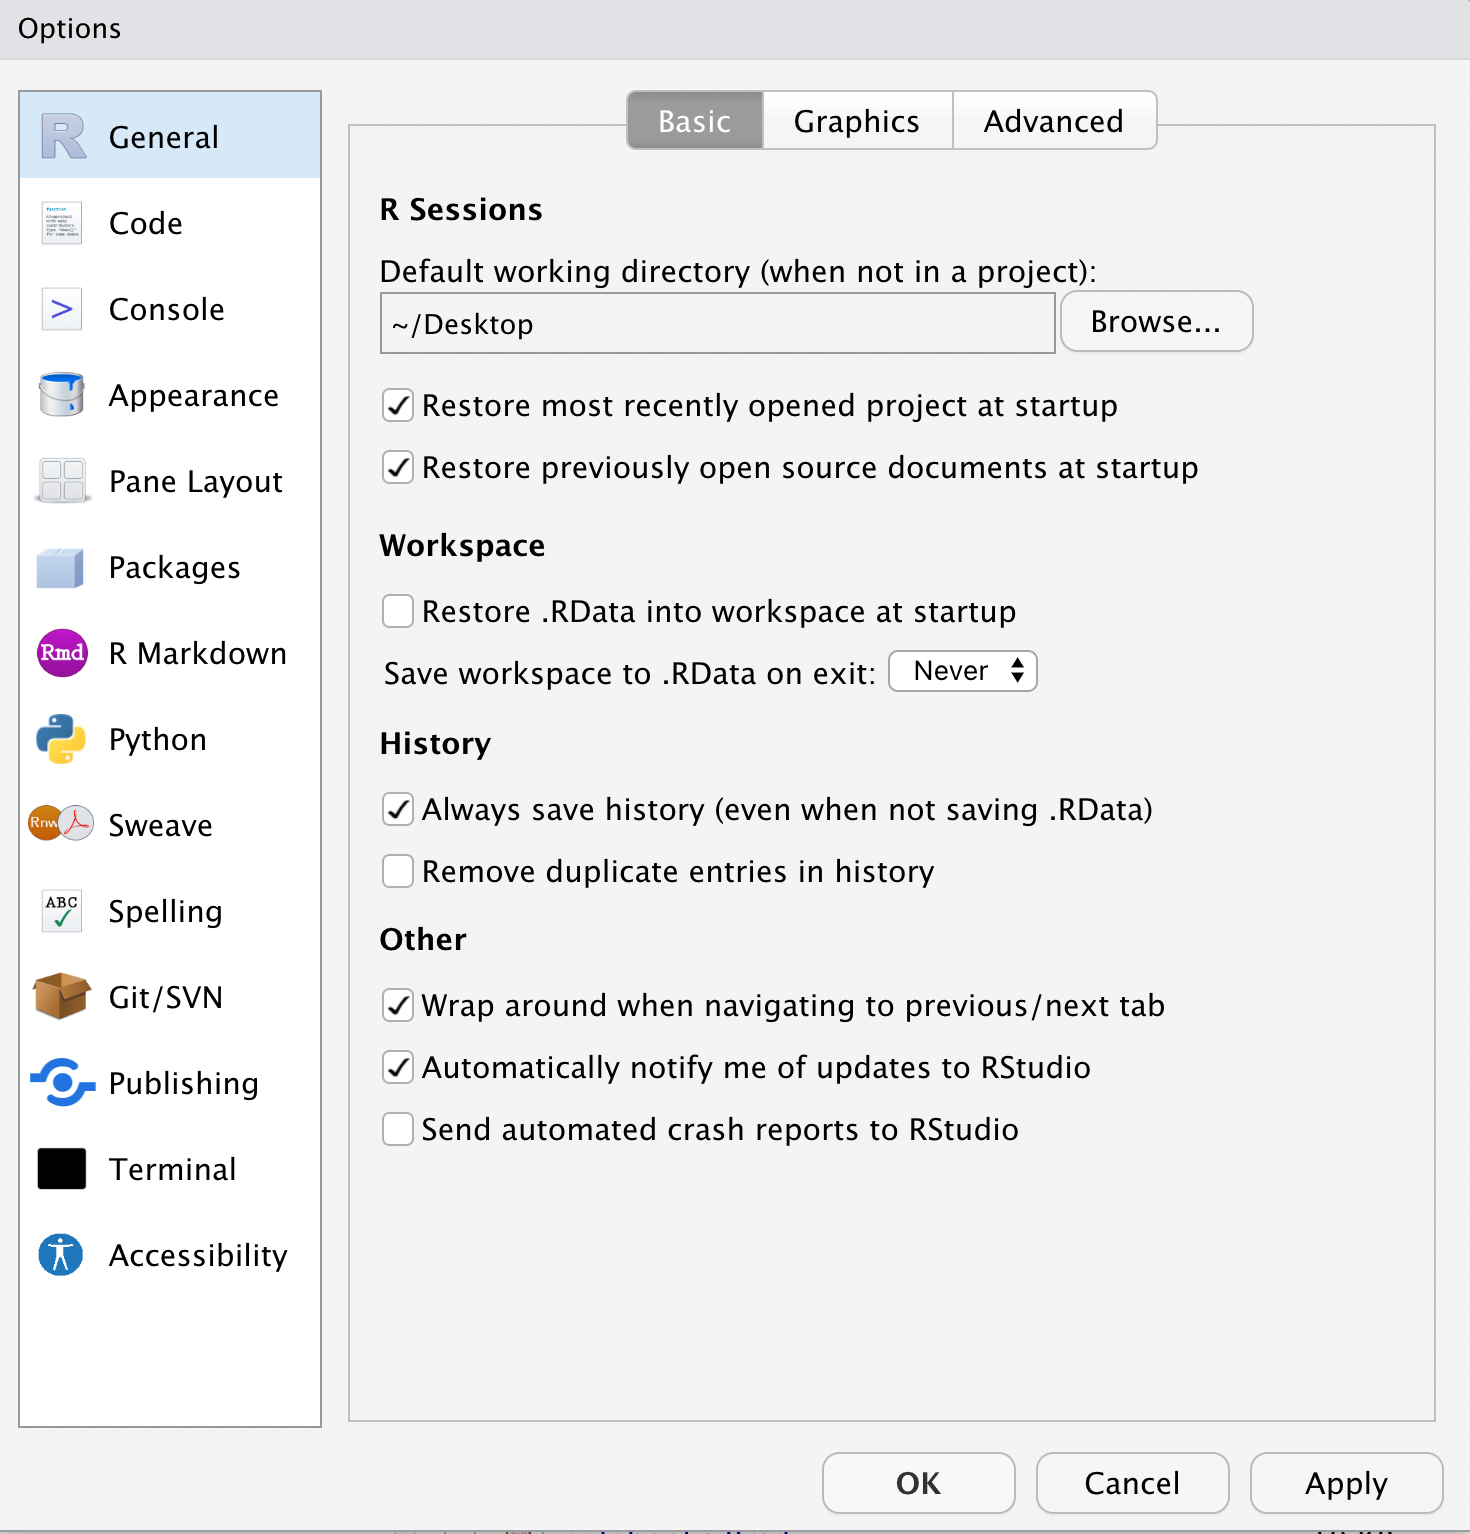 Options
General
Code
Console
Appearance
Pane Layout
Packages
Rmd
R Markdown
Python
Rnw
Sweave
ABC
Spelling
Git/SVN
Publishing
Terminal
Accessibility
Basic
Graphics
Advanced
R Sessions
Default working directory (when not in a project):
~/Desktop
Browse...
Restore most recently opened project at startup
Restore previously open source documents at startup
Workspace
Restore .RData into workspace at startup
Save workspace to .RData on exit: Never
History
Always save history (even when not saving .RData)
Remove duplicate entries in history
Other
Wrap around when navigating to previous/next tab
Automatically notify me of updates to RStudio
Send automated crash reports to RStudio
OK
Cancel
Apply